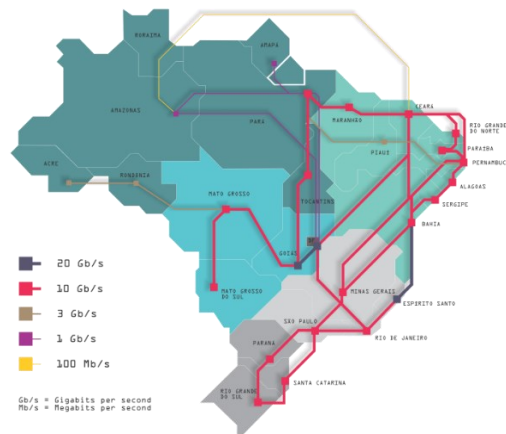 RORAIMA
AMAPA
AMAZONAS
PARA
MARANHAO
CEARA
RIO GRANDE
DO NORTE
PARAIBA
PERNAMBUC
PIAUI
ACRE
RONDONIA
TOCANTINS
ALAGOAS
SERGIPE
MATO GROSSO
BAHIA
GOIAS
MATO GROSSO
DO SUL
MINAS GERAIS
ESPIRITO SANTO
SAO PAULO
RIO DE JANEIRO
PARANA
SANTA CATARINA
RIO GRANDE
DO SUL
20 Gb/s
10 Gb/s
3 Gb/s
1 Gb/s
100 Mb/s
Gb/s = Gigabits per second
Mb/s = Megabits per second